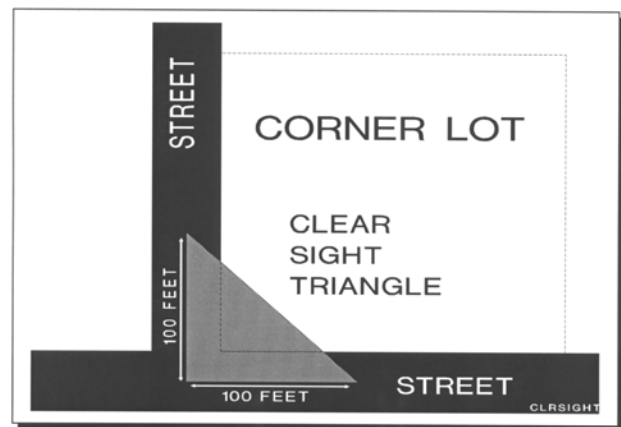 STREET
CORNER LOT
CLEAR
SIGHT
TRIANGLE
100 FEET
100 FEET
STREET
CLRSIGHT